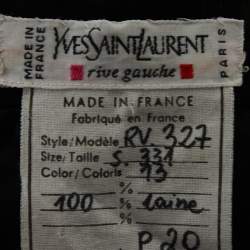 MADE IN FRANCE
YVES SAINT LAURENT
PARIS
rive gauche
MADE IN FRANCE
Fabriqué en France
Style/Modèle RV 327
Size/Taille S. 331
Color/Coloris 13
%
100 % laine
%
P 20